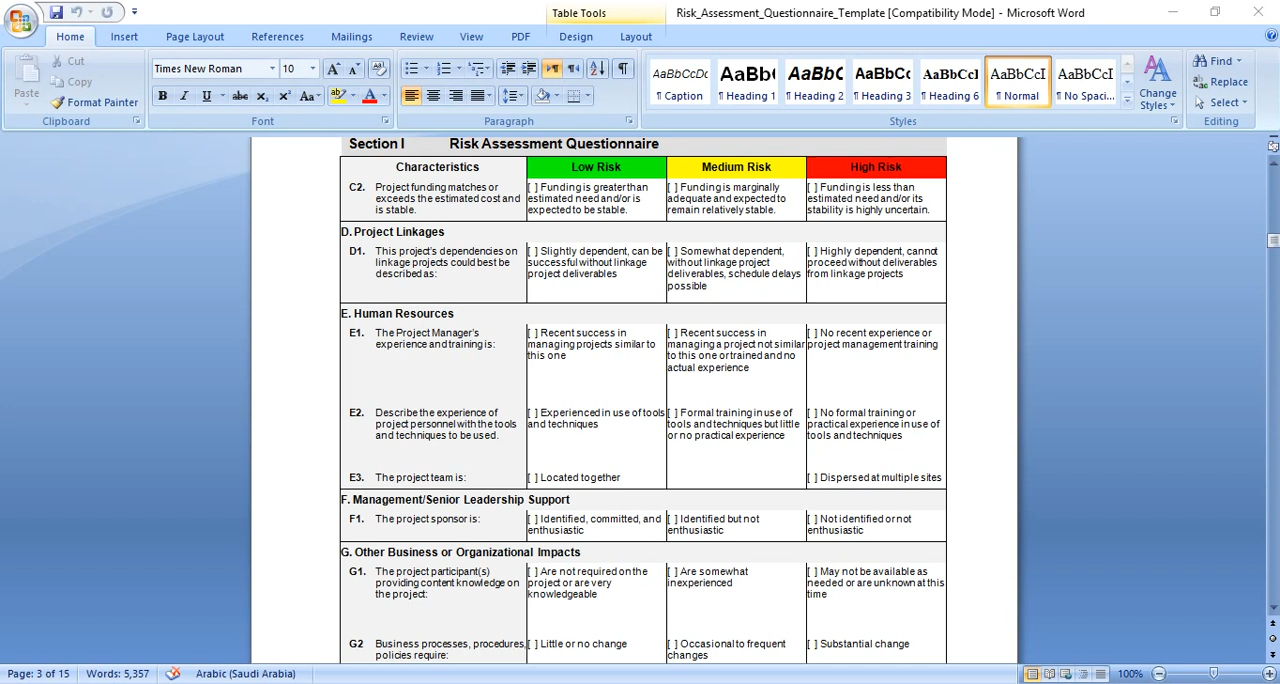 Table Tools
Risk_Assessment_Questionnaire_Template [Compatibility Mode] - Microsoft Word
Home Insert Page Layout References Mailings Review View PDF Design Layout
Paste
Cut
Copy
Format Painter
Clipboard
Times New Roman 10
B I U abc x₂ x² Aa
Font
Paragraph
AaBbCcDc AaBbC AaBbC AaBbCc AaBbCcI AaBbCcI AaBbCcI
¶ Caption ¶ Heading 1 ¶ Heading 2 ¶ Heading 3 ¶ Heading 6 ¶ Normal ¶ No Spaci...
Change
Styles
Styles
Find
Replace
Select
Editing
Section I Risk Assessment Questionnaire
Characteristics Low Risk Medium Risk High Risk
C2. Project funding matches or [ ] Funding is greater than [ ] Funding is marginally [ ] Funding is less than
exceeds the estimated cost and estimated need and/or is adequate and expected to estimated need and/or its
is stable. expected to be stable. remain relatively stable. stability is highly uncertain.
D. Project Linkages
D1. This project's dependencies on [ ] Slightly dependent, can be [ ] Somewhat dependent, [ ] Highly dependent, cannot
linkage projects could best be successful without linkage without linkage project proceed without deliverables
described as: project deliverables deliverables, schedule delays from linkage projects
possible
E. Human Resources
E1. The Project Manager's [ ] Recent success in [ ] Recent success in [ ] No recent experience or
experience and training is: managing projects similar to managing a project not similar project management training
this one to this one or trained and no
actual experience
E2. Describe the experience of [ ] Experienced in use of tools [ ] Formal training in use of [ ] No formal training or
project personnel with the tools and techniques tools and techniques but little practical experience in use of
and techniques to be used. or no practical experience tools and techniques
E3. The project team is: [ ] Located together [ ] Dispersed at multiple sites
F. Management/Senior Leadership Support
F1. The project sponsor is: [ ] Identified, committed, and [ ] Identified but not [ ] Not identified or not
enthusiastic enthusiastic enthusiastic
G. Other Business or Organizational Impacts
G1. The project participant(s) [ ] Are not required on the [ ] Are somewhat [ ] May not be available as
providing content knowledge on project or are very inexperienced needed or are unknown at this
the project: knowledgeable time
G2 Business processes, procedures, [ ] Little or no change [ ] Occasional to frequent [ ] Substantial change
policies require: changes
Page: 3 of 15 Words: 5,357 Arabic (Saudi Arabia) 100%